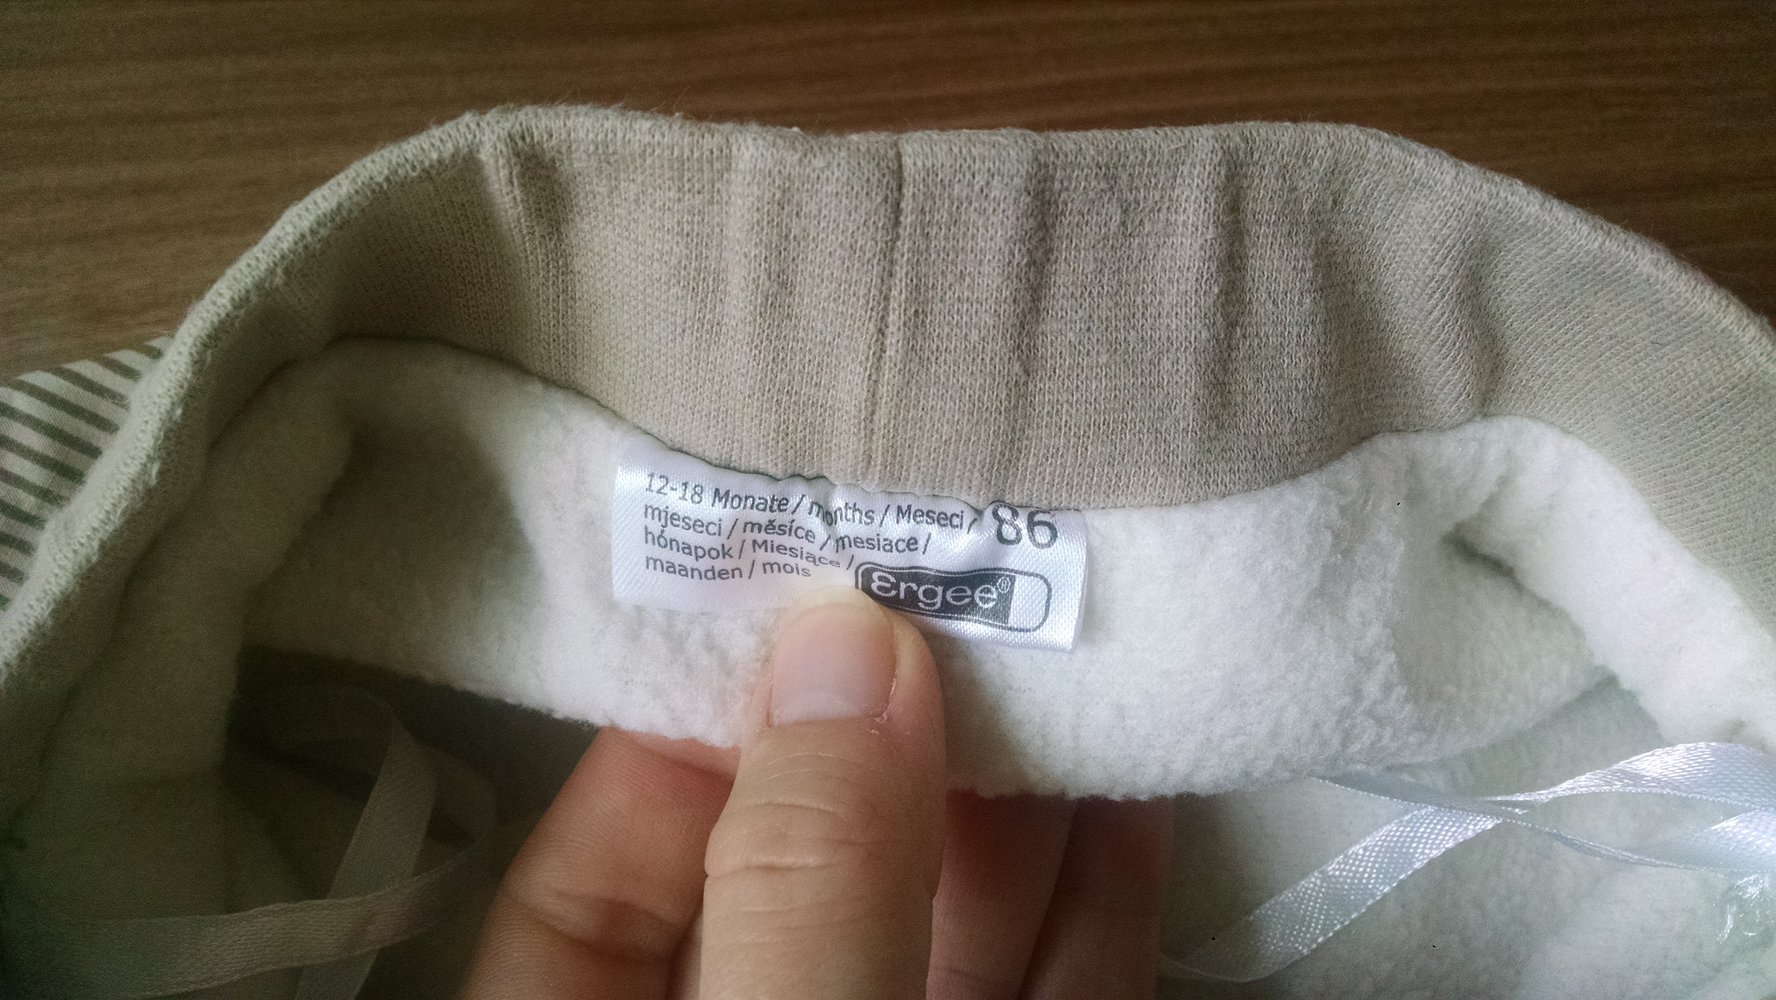 12-18 Monate / months / Meseci / 86
mjeseci / měsíce / mesiace /
hónapok / Miesiące /
maanden / mois
Ergee®